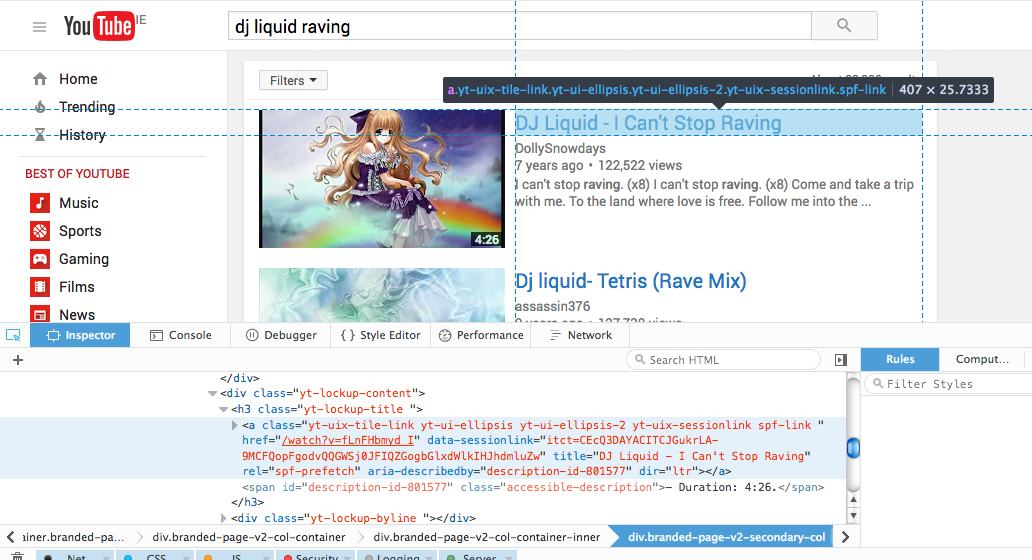 YouTube IE
dj liquid raving
Home
Trending
History
BEST OF YOUTUBE
Music
Sports
Gaming
Films
News
Filters
a.yt-uix-tile-link.yt-ui-ellipsis.yt-ui-ellipsis-2.yt-uix-sessionlink.spf-link 407 × 25.7333
DJ Liquid - I Can't Stop Raving
DollySnowdays
7 years ago • 122,522 views
I can't stop raving. (x8) I can't stop raving. (x8) Come and take a trip
with me. To the land where love is free. Follow me into the ...
4:26
Dj liquid- Tetris (Rave Mix)
assassin376
Inspector
Console
Debugger
{ } Style Editor
Performance
Network
+
Search HTML
Rules
Comput...
Filter Styles
</div>
<div class="yt-lockup-content">
<h3 class="yt-lockup-title ">
<a class="yt-uix-tile-link yt-ui-ellipsis yt-ui-ellipsis-2 yt-uix-sessionlink spf-link "
href="/watch?v=fLnFHbmyd_I" data-sessionlink="itct=CEcQ3DAYACITCJGukrLA-
9MCFQopFgodvQQGWSj0JFIQZGogbGlxdWlkIHJhdmluZw" title="DJ Liquid - I Can't Stop Raving"
rel="spf-prefetch" aria-describedby="description-id-801577" dir="ltr"></a>
<span id="description-id-801577" class="accessible-description">- Duration: 4:26.</span>
</h3>
<div class="yt-lockup-byline "></div>
ainer.branded-pa... div.branded-page-v2-col-container div.branded-page-v2-col-container-inner div.branded-page-v2-secondary-col
Net CSS JS Security Logging Server